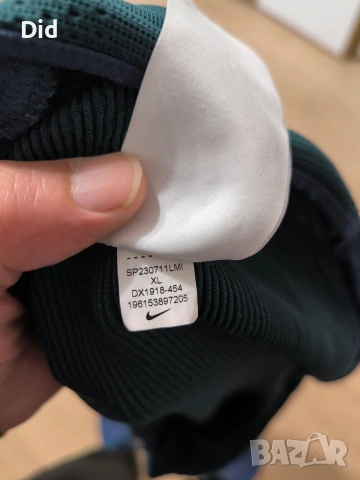 Did
SP230711LMI
XL
DX1918-454
196153897205
BAZAR